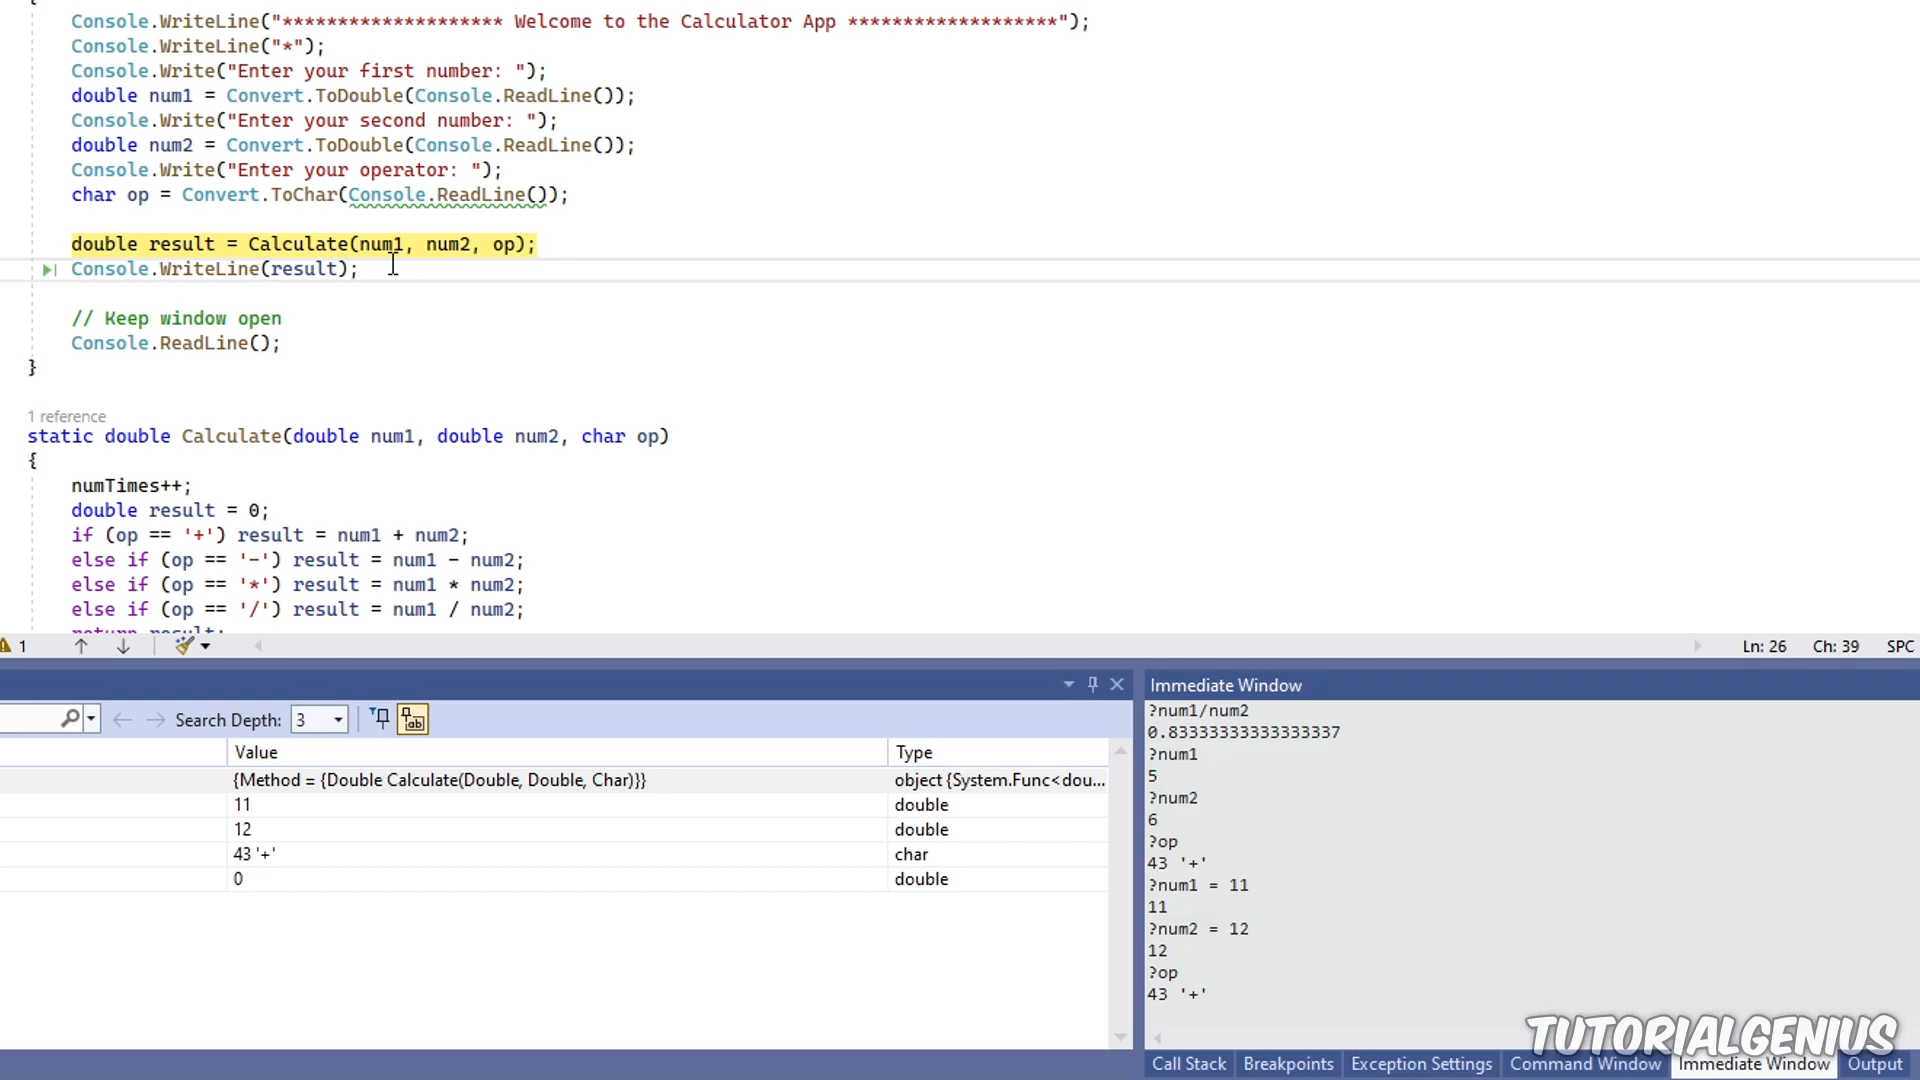 {
Console.WriteLine("******************** Welcome to the Calculator App *******************");
Console.WriteLine("*");
Console.Write("Enter your first number: ");
double num1 = Convert.ToDouble(Console.ReadLine());
Console.Write("Enter your second number: ");
double num2 = Convert.ToDouble(Console.ReadLine());
Console.Write("Enter your operator: ");
char op = Convert.ToChar(Console.ReadLine());
double result = Calculate(num1, num2, op);
Console.WriteLine(result);
// Keep window open
Console.ReadLine();
}
1 reference
static double Calculate(double num1, double num2, char op)
{
numTimes++;
double result = 0;
if (op == '+') result = num1 + num2;
else if (op == '-') result = num1 - num2;
else if (op == '*') result = num1 * num2;
else if (op == '/') result = num1 / num2;
return result;
1
Ln: 26 Ch: 39 SPC
Search Depth: 3
Value Type
{Method = {Double Calculate(Double, Double, Char)}} object {System.Func<dou...
11 double
12 double
43 '+' char
0 double
Immediate Window
?num1/num2
0.83333333333333337
?num1
5
?num2
6
?op
43 '+'
?num1 = 11
11
?num2 = 12
12
?op
43 '+'
TUTORIALGENIUS
Call Stack Breakpoints Exception Settings Command Window Immediate Window Output